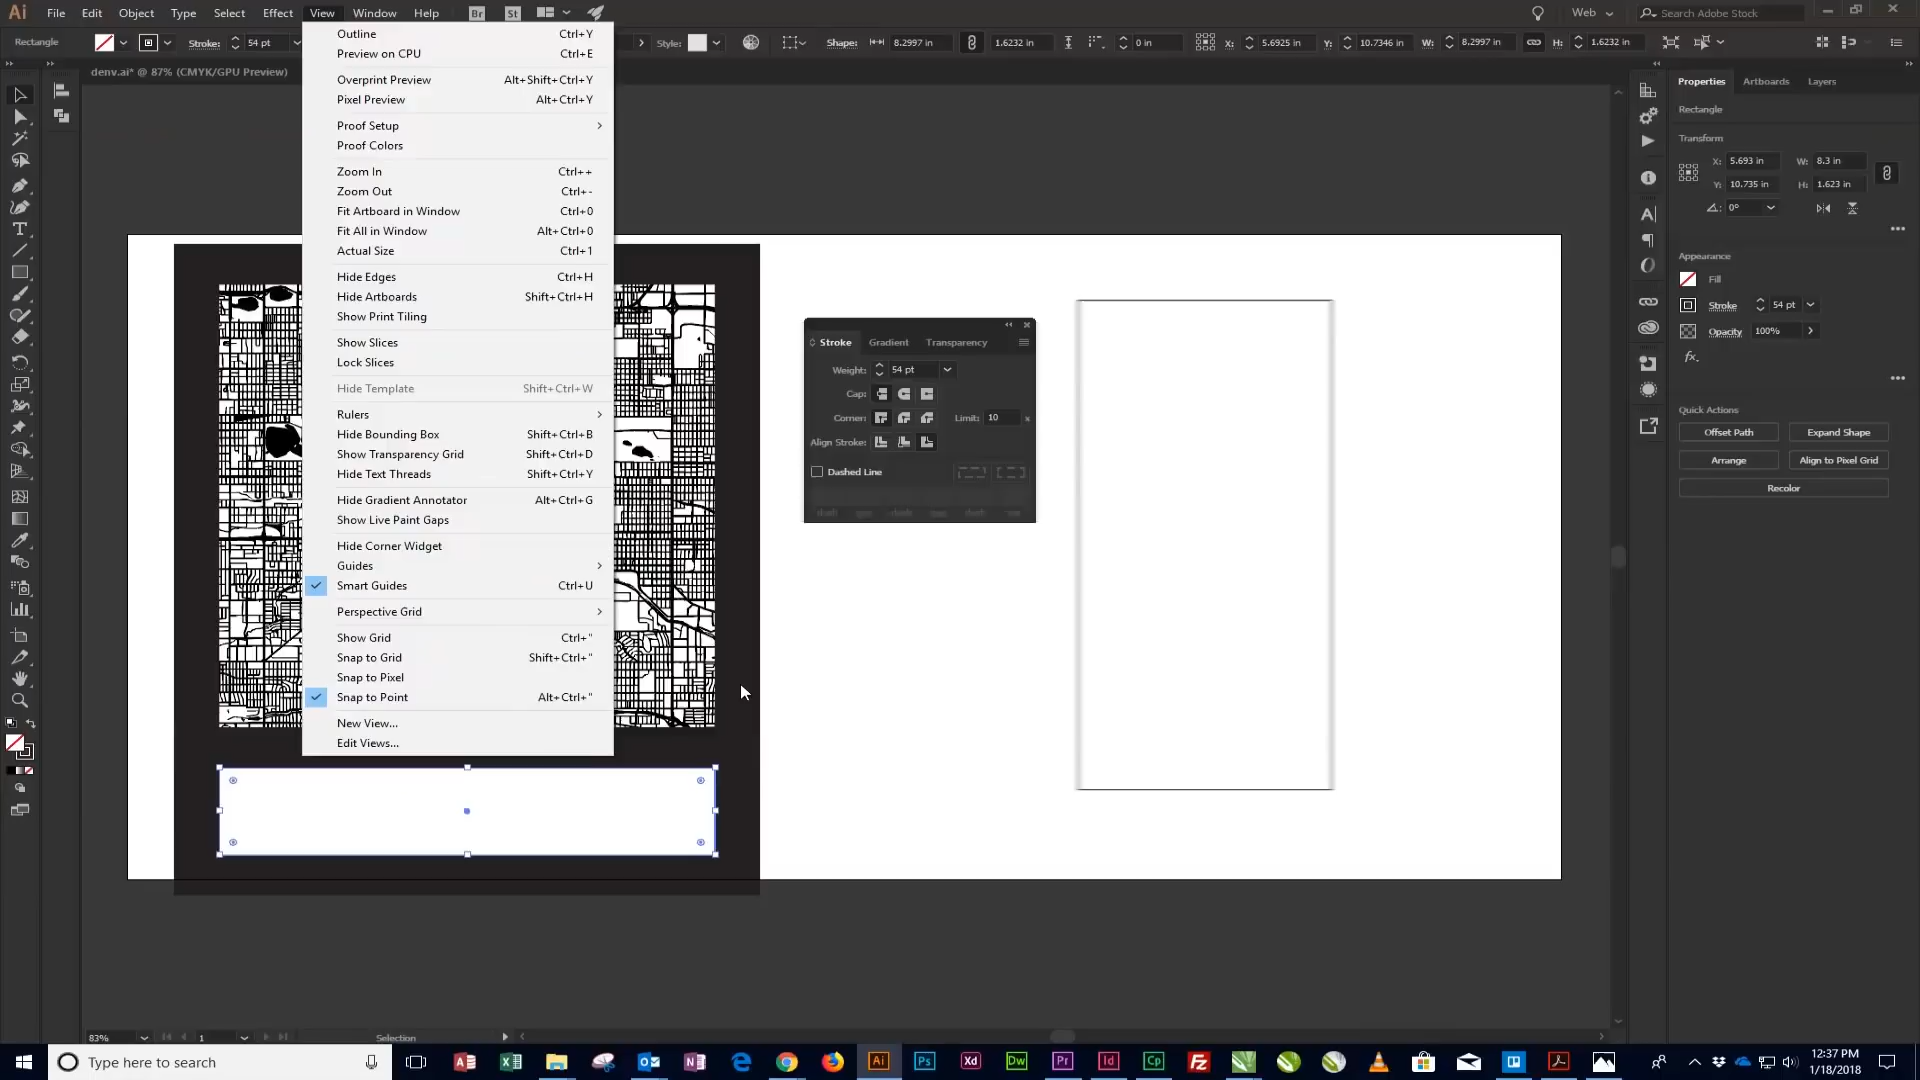 Ai File Edit Object Type Select Effect View Window Help Br St Web Search Adobe Stock
Rectangle Stroke: 54 pt Style: Shape: 8.2997 in 1.6232 in 0 in X: 5.6925 in Y: 10.7346 in W: 8.2997 in H: 1.6232 in
denv.ai* @ 87% (CMYK/GPU Preview)
Outline Ctrl+Y
Preview on CPU Ctrl+E
Overprint Preview Alt+Shift+Ctrl+Y
Pixel Preview Alt+Ctrl+Y
Proof Setup
Proof Colors
Zoom In Ctrl++
Zoom Out Ctrl+-
Fit Artboard in Window Ctrl+0
Fit All in Window Alt+Ctrl+0
Actual Size Ctrl+1
Hide Edges Ctrl+H
Hide Artboards Shift+Ctrl+H
Show Print Tiling
Show Slices
Lock Slices
Hide Template Shift+Ctrl+W
Rulers
Hide Bounding Box Shift+Ctrl+B
Show Transparency Grid Shift+Ctrl+D
Hide Text Threads Shift+Ctrl+Y
Hide Gradient Annotator Alt+Ctrl+G
Show Live Paint Gaps
Hide Corner Widget
Guides
Smart Guides Ctrl+U
Perspective Grid
Show Grid Ctrl+"
Snap to Grid Shift+Ctrl+"
Snap to Pixel
Snap to Point Alt+Ctrl+"
New View...
Edit Views...
Stroke Gradient Transparency
Weight: 54 pt
Cap:
Corner: Limit: 10 x
Align Stroke:
Dashed Line
Properties Artboards Layers
Rectangle
Transform
X: 5.693 in W: 8.3 in
Y: 10.735 in H: 1.623 in
0°
Appearance
Fill
Stroke 54 pt
Opacity 100%
fx.
Quick Actions
Offset Path Expand Shape
Arrange Align to Pixel Grid
Recolor
83% 1 Selection
Type here to search
Ai Ps Xd Dw Pr Id Cp Fz
12:37 PM
1/18/2018